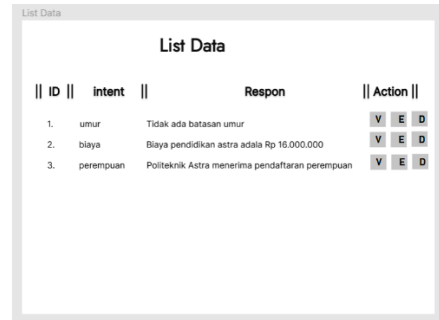 List Data
List Data
|| ID || intent || Respon || Action ||
1. umur Tidak ada batasan umur V E D
2. biaya Biaya pendidikan astra adala Rp 16.000.000 V E D
3. perempuan Politeknik Astra menerima pendaftaran perempuan V E D